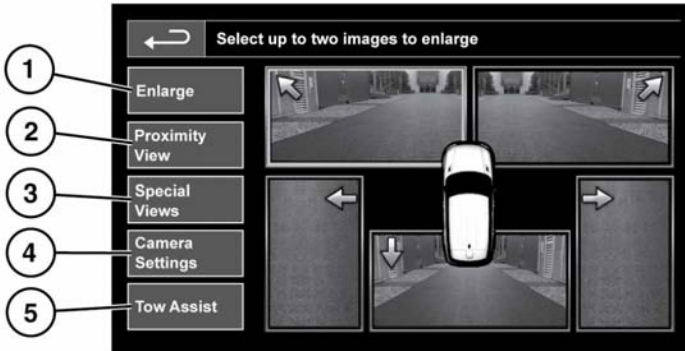 Select up to two images to enlarge
1
Enlarge
2
Proximity
View
3
Special
Views
4
Camera
Settings
5
Tow Assist